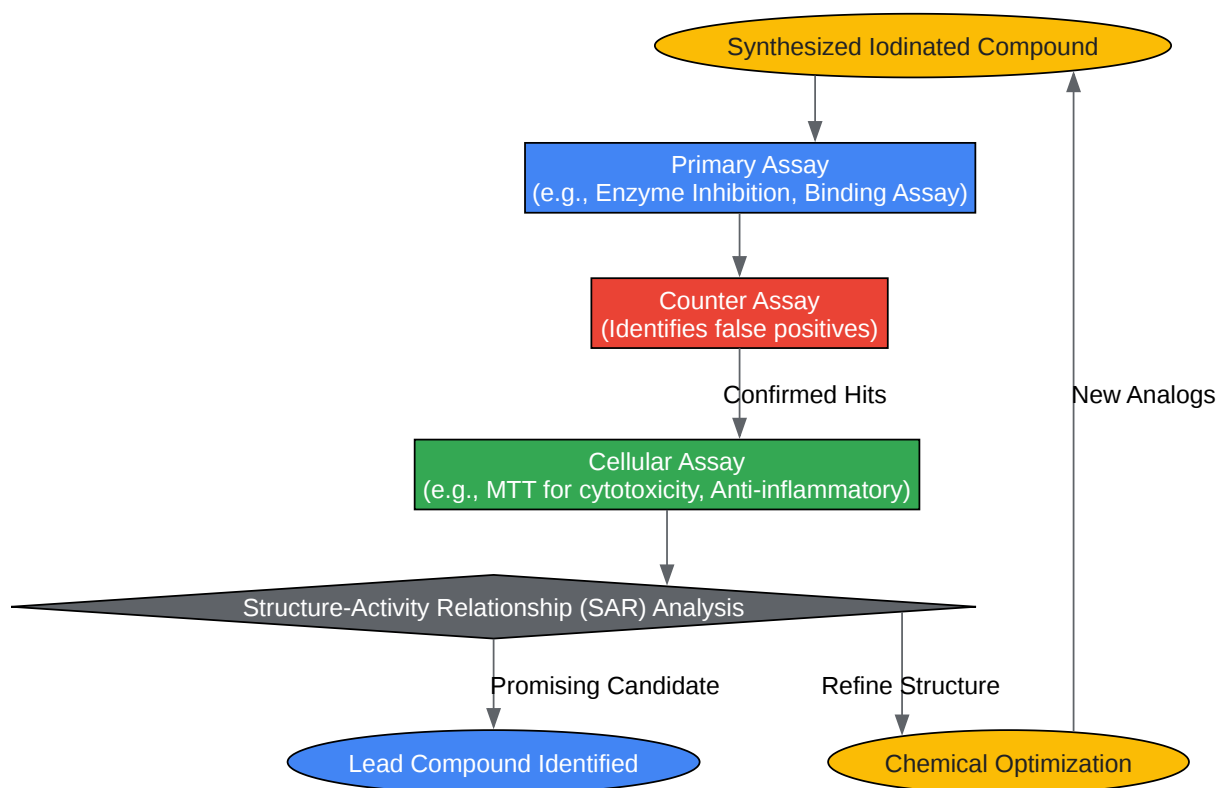 Synthesized Iodinated Compound
Primary Assay
(e.g., Enzyme Inhibition, Binding Assay)
Counter Assay
(Identifies false positives)
Confirmed Hits
New Analogs
Cellular Assay
(e.g., MTT for cytotoxicity, Anti-inflammatory)
Structure-Activity Relationship (SAR) Analysis
Promising Candidate
Refine Structure
Lead Compound Identified
Chemical Optimization